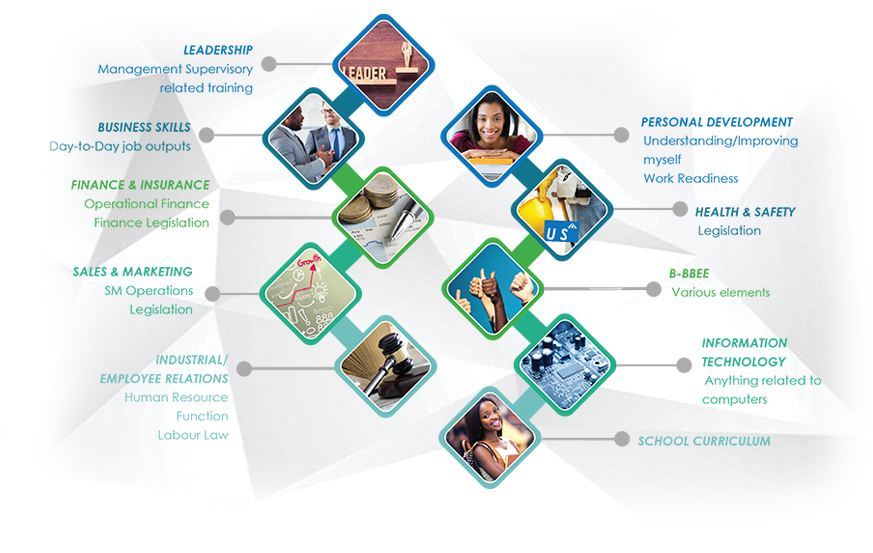 LEADERSHIP
Management Supervisory
related training
LEADER
BUSINESS SKILLS
Day-to-Day job outputs
FINANCE & INSURANCE
Operational Finance
Finance Legislation
SALES & MARKETING
SM Operations
Legislation
Growth
INDUSTRIAL/
EMPLOYEE RELATIONS
Human Resource
Function
Labour Law
PERSONAL DEVELOPMENT
Understanding/Improving
myself
Work Readiness
HEALTH & SAFETY
Legislation
US
B-BBEE
Various elements
INFORMATION
TECHNOLOGY
Anything related to
computers
SCHOOL CURRICULUM